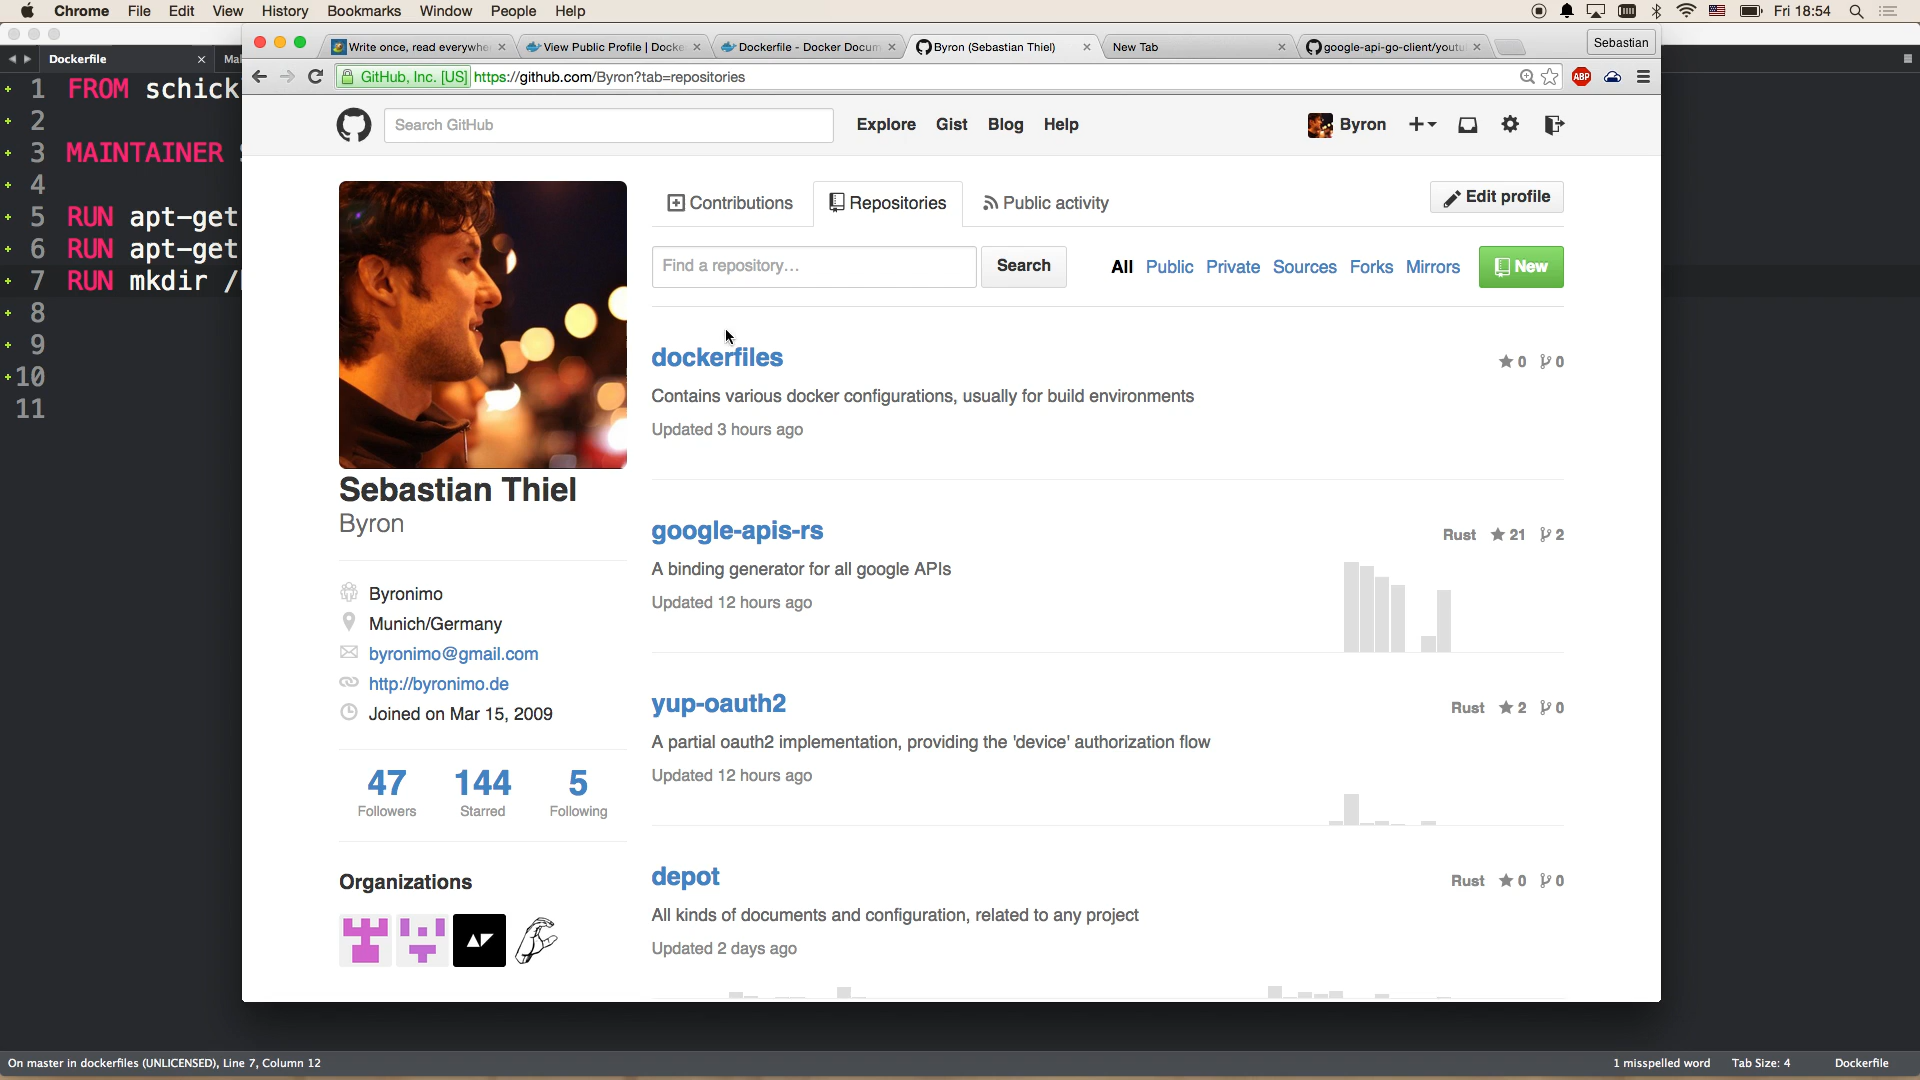 Chrome File Edit View History Bookmarks Window People Help Fri 18:54
Dockerfile
Write once, read everywhe View Public Profile | Docke Dockerfile - Docker Docum Byron (Sebastian Thiel) New Tab google-api-go-client/youtu Sebastian
GitHub, Inc. [US] https://github.com/Byron?tab=repositories ABP
1 FROM schick
2
3 MAINTAINER
4
5 RUN apt-get
6 RUN apt-get
7 RUN mkdir /
8
9
10
11
Search GitHub Explore Gist Blog Help Byron
Contributions Repositories Public activity Edit profile
Find a repository... Search All Public Private Sources Forks Mirrors New
Sebastian Thiel
Byron
Byronimo
Munich/Germany
byronimo@gmail.com
http://byronimo.de
Joined on Mar 15, 2009
47 144 5
Followers Starred Following
Organizations
dockerfiles 0 0
Contains various docker configurations, usually for build environments
Updated 3 hours ago
google-apis-rs Rust 21 2
A binding generator for all google APIs
Updated 12 hours ago
yup-oauth2 Rust 2 0
A partial oauth2 implementation, providing the 'device' authorization flow
Updated 12 hours ago
depot Rust 0 0
All kinds of documents and configuration, related to any project
Updated 2 days ago
On master in dockerfiles (UNLICENSED), Line 7, Column 12 1 misspelled word Tab Size: 4 Dockerfile